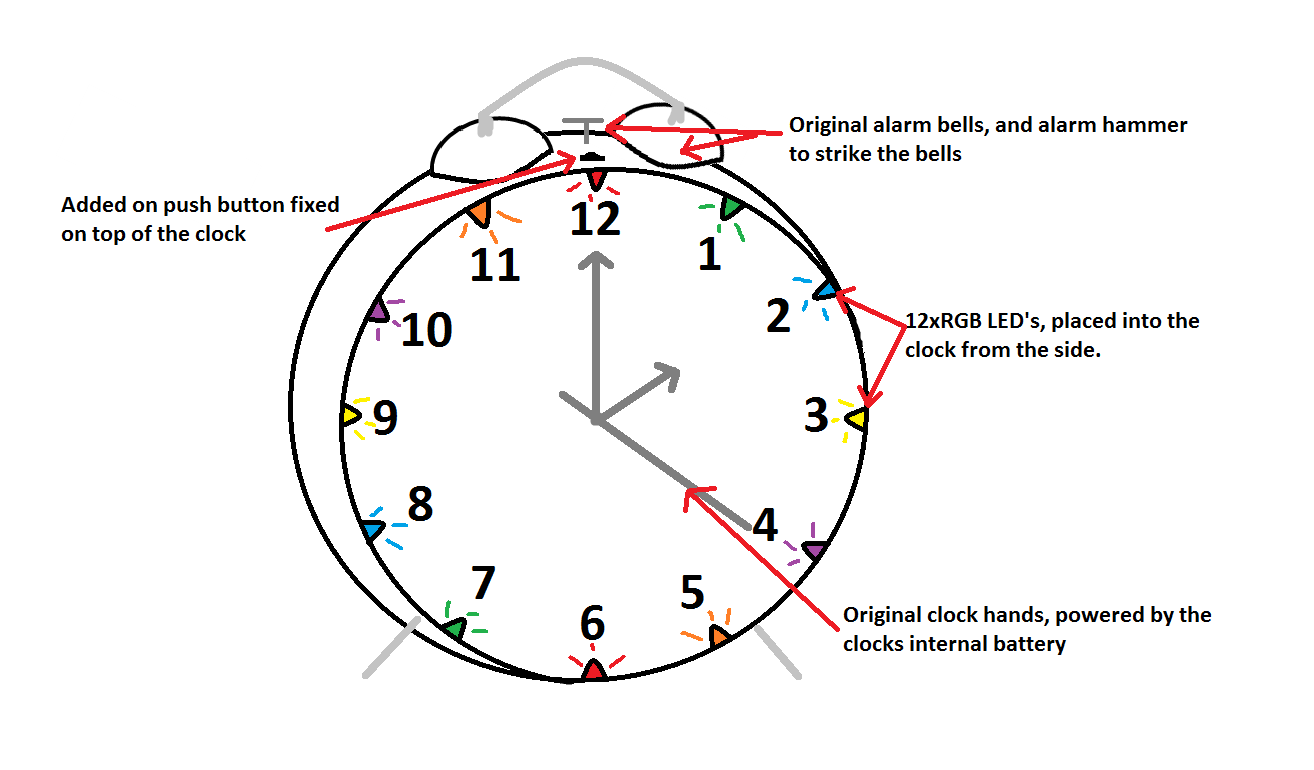 Original alarm bells, and alarm hammer
to strike the bells
Added on push button fixed
on top of the clock
12
11
1
10
2
12xRGB LED's, placed into the
clock from the side.
9
3
8
4
7
5
6
Original clock hands, powered by the
clocks internal battery